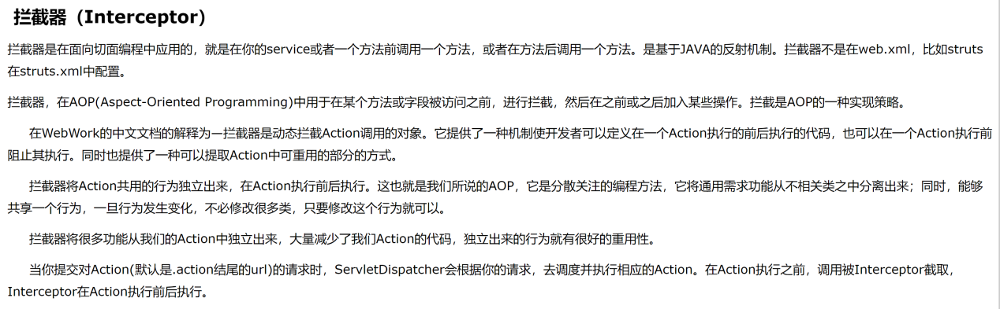 拦截器（Interceptor）
拦截器是在面向切面编程中应用的，就是在你的service或者一个方法前调用一个方法，或者在方法后调用一个方法。是基于JAVA的反射机制。拦截器不是在web.xml，比如struts
在struts.xml中配置。
拦截器，在AOP(Aspect-Oriented Programming)中用于在某个方法或字段被访问之前，进行拦截，然后在之前或之后加入某些操作。拦截是AOP的一种实现策略。
在WebWork的中文文档的解释为—拦截器是动态拦截Action调用的对象。它提供了一种机制使开发者可以定义在一个Action执行的前后执行的代码，也可以在一个Action执行前
阻止其执行。同时也提供了一种可以提取Action中可重用的部分的方式。
拦截器将Action共用的行为独立出来，在Action执行前后执行。这也就是我们所说的AOP，它是分散关注的编程方法，它将通用需求功能从不相关类之中分离出来；同时，能够
共享一个行为，一旦行为发生变化，不必修改很多类，只要修改这个行为就可以。
拦截器将很多功能从我们的Action中独立出来，大量减少了我们Action的代码，独立出来的行为就有很好的重用性。
当你提交对Action(默认是.action结尾的url)的请求时，ServletDispatcher会根据你的请求，去调度并执行相应的Action。在Action执行之前，调用被Interceptor截取，
Interceptor在Action执行前后执行。